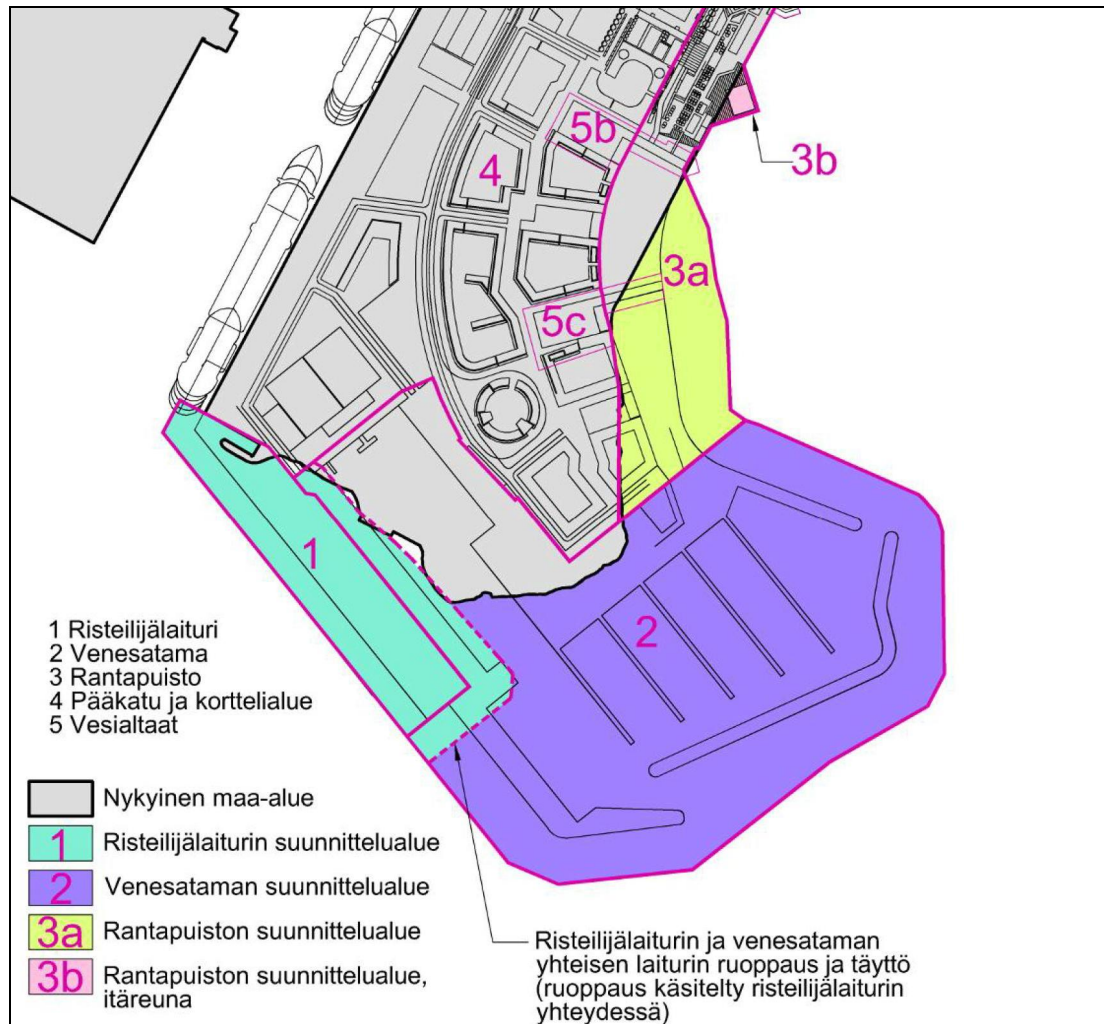 5b
3b
4
3a
5c
1
2
1 Risteilijälaituri
2 Venesatama
3 Rantapuisto
4 Pääkatu ja korttelialue
5 Vesialtaat
Nykyinen maa-alue
1 Risteilijälaiturin suunnittelualue
2 Venesataman suunnittelualue
3a Rantapuiston suunnittelualue
3b Rantapuiston suunnittelualue,
itäreuna
Risteilijälaiturin ja venesataman
yhteisen laiturin ruoppaus ja täyttö
(ruoppaus käsitelty risteilijälaiturin
yhteydessä)